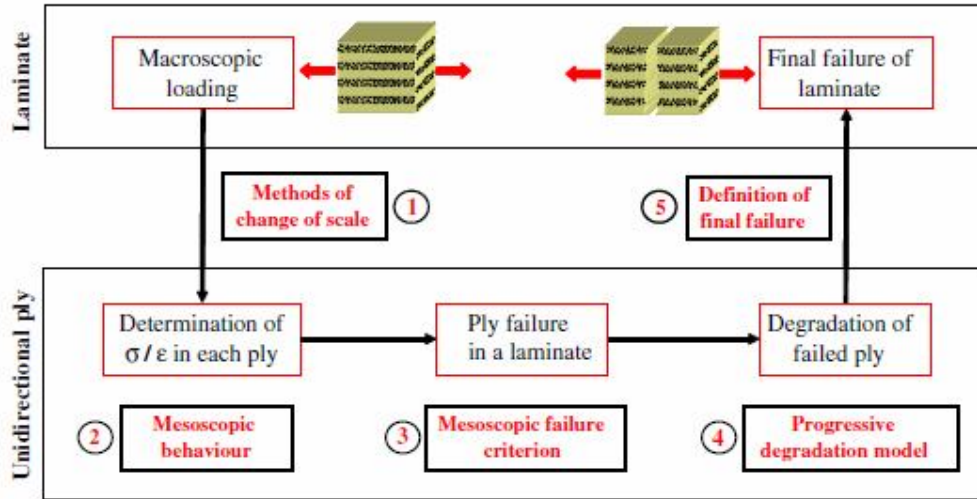 Laminate
Macroscopic
loading
Final failure of
laminate
Methods of
change of scale
1
5
Definition of
final failure
Unidirectional ply
Determination of
σ / ε in each ply
Ply failure
in a laminate
Degradation of
failed ply
2
Mesoscopic
behaviour
3
Mesoscopic failure
criterion
4
Progressive
degradation model